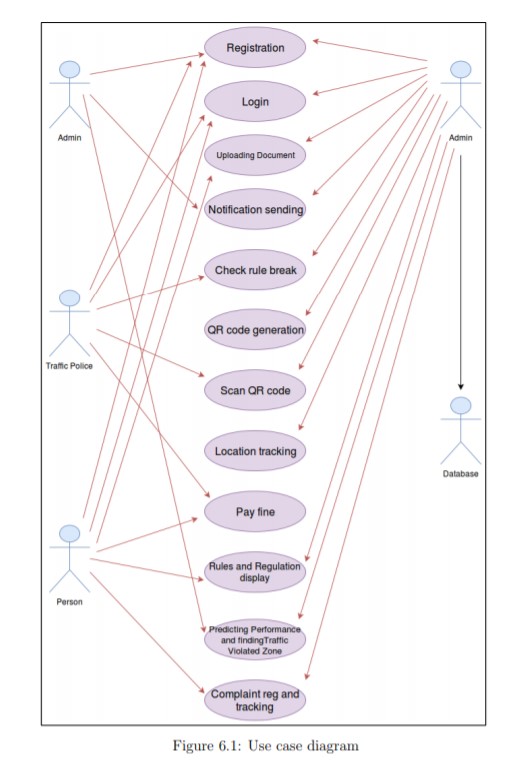 Registration
Admin
Admin
Login
Uploading Document
Notification sending
Check rule break
QR code generation
Traffic Police
Scan QR code
Location tracking
Database
Pay fine
Rules and Regulation
display
Person
Predicting Performance
and findingTraffic
Violated Zone
Complaint reg and
tracking
Figure 6.1: Use case diagram